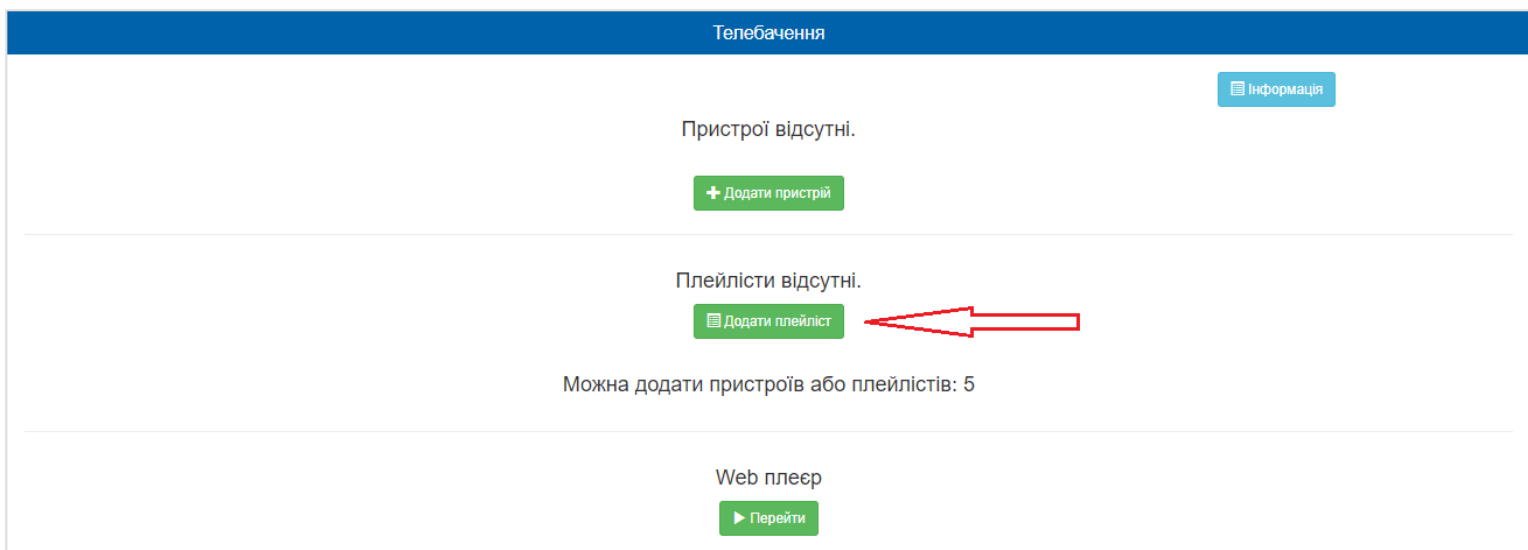 Телебачення
Інформація
Пристрої відсутні.
Додати пристрій
Плейлісти відсутні.
Додати плейліст
Можна додати пристроїв або плейлістів: 5
Web плеєр
Перейти